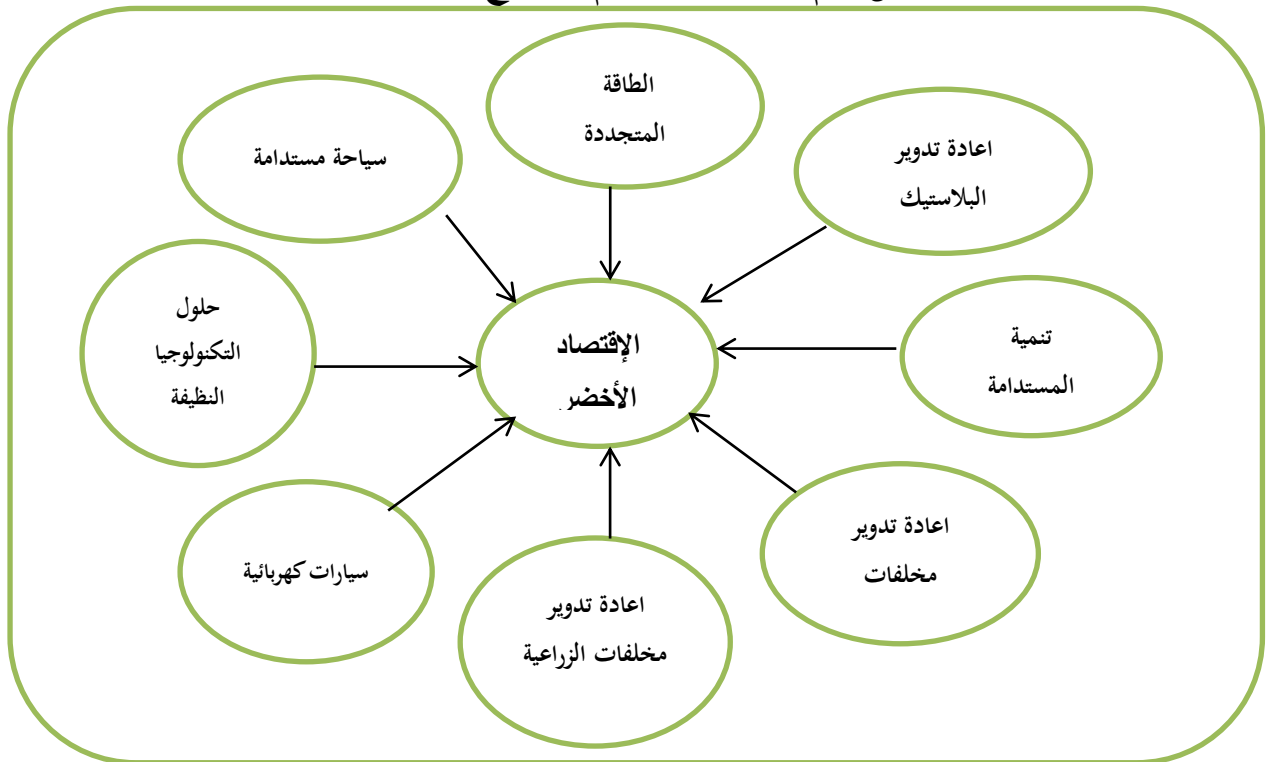 الطاقة
المتجددة
اعادة تدوير
البلاستيك
سياحة مستدامة
تنمية
المستدامة
حلول
التكنولوجيا
النظيفة
الإقتصاد
الأخضر
اعادة تدوير
مخلفات
سيارات كهربائية
اعادة تدوير
مخلفات الزراعية